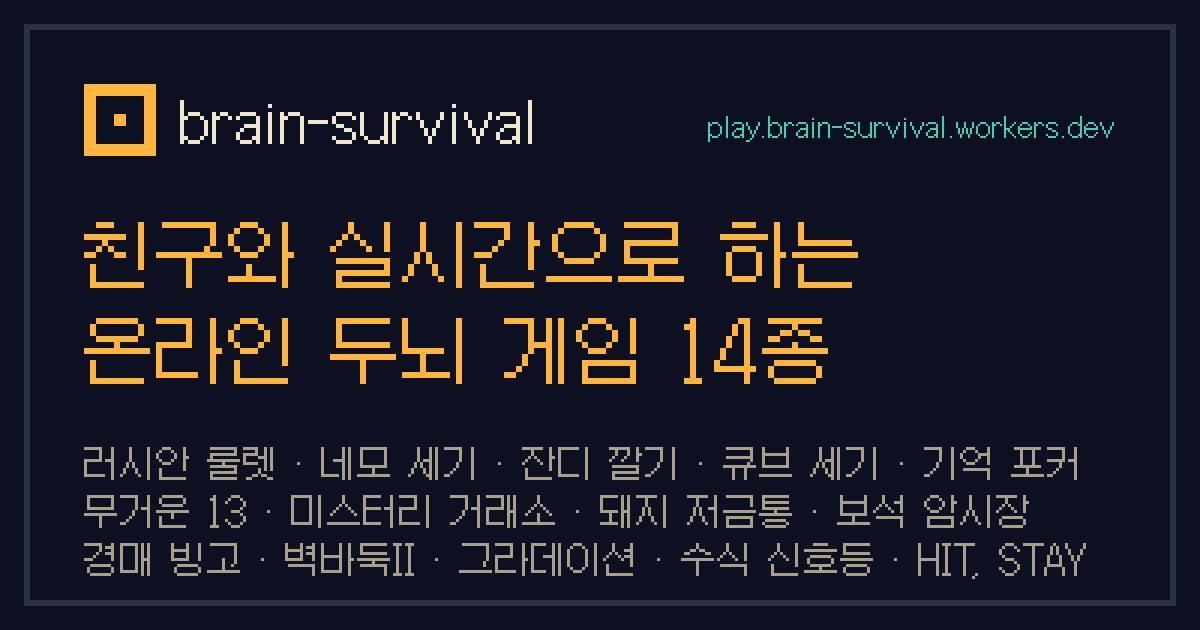 brain-survival
play.brain-survival.workers.dev
친구와 실시간으로 하는
온라인 두뇌 게임 14종
러시안 룰렛 · 네모 세기 · 잔디 깔기 · 큐브 세기 · 기억 포커
무거운 13 · 미스터리 거래소 · 돼지 저금통 · 보석 암시장
경매 빙고 · 벽바둑II · 그라데이션 · 수식 신호등 · HIT, STAY